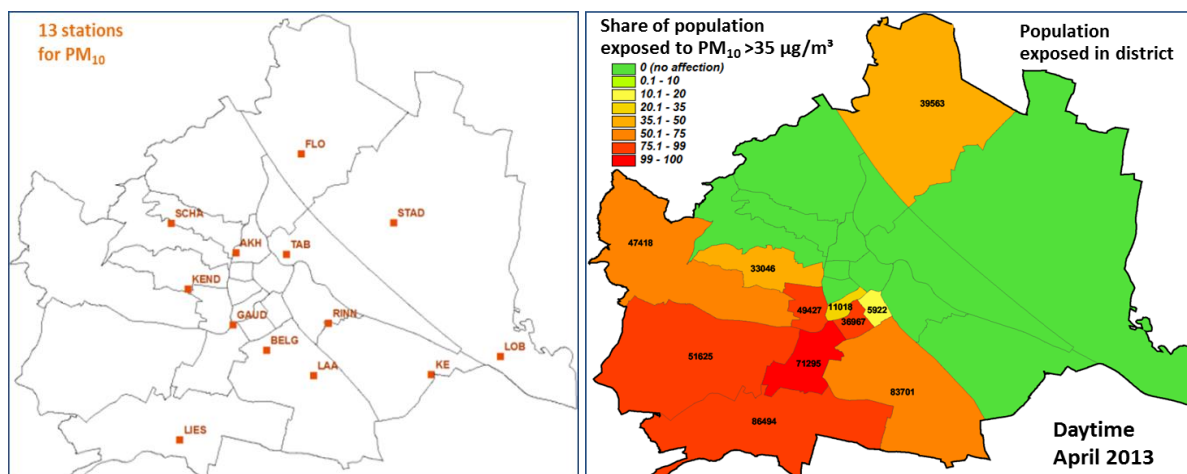 13 stations
for PM₁₀
FLO
SCHA
STAD
AKH
TAB
KEND
GAUD
RINN
BELG
LOB
LAA
KE
LIES
Share of population
exposed to PM₁₀ >35 µg/m³
0 (no affection)
0.1 - 10
10.1 - 20
20.1 - 35
35.1 - 50
50.1 - 75
75.1 - 99
99 - 100
Population
exposed in district
39563
47418
33046
49427
11018
5922
36967
51625
71295
83701
86494
Daytime
April 2013